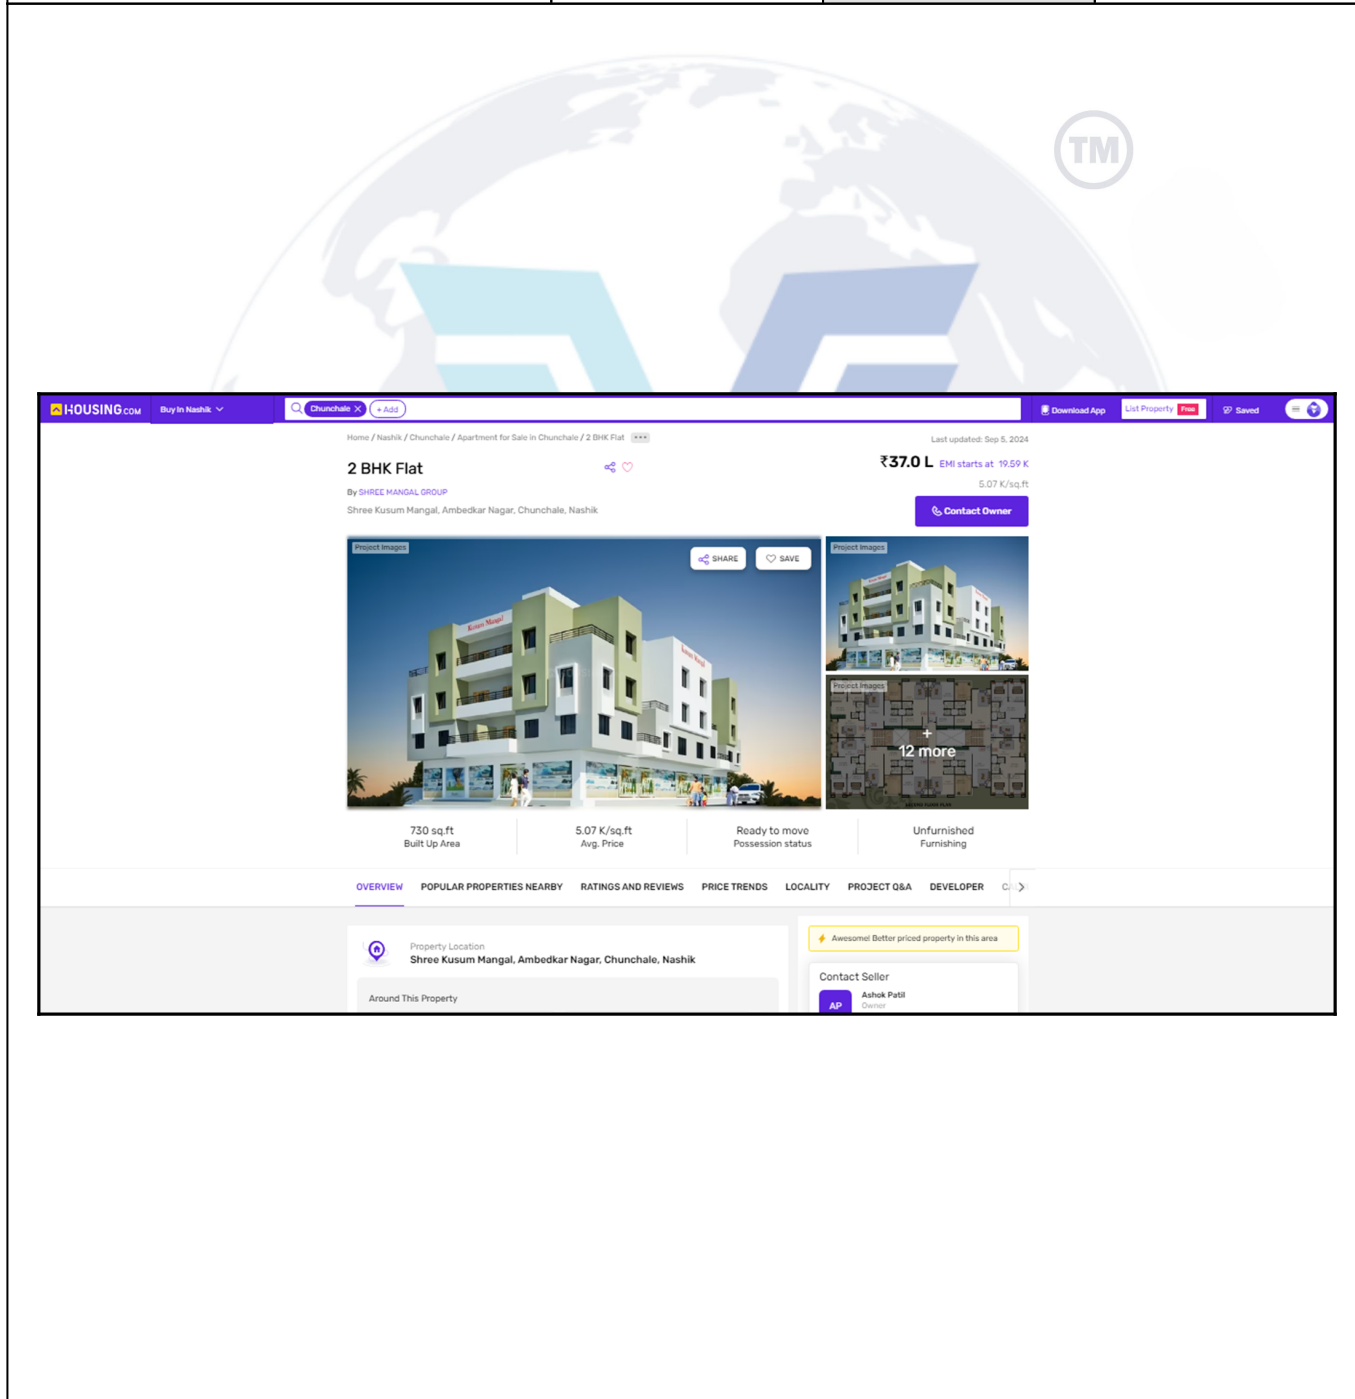 TM
HOUSING.COM
Buy in Nashik
Chunchale
+ Add
Download App
List Property Free
Saved
Home / Nashik / Chunchale / Apartment for Sale in Chunchale / 2 BHK Flat
Last updated: Sep 5, 2024
2 BHK Flat
₹37.0 L EMI starts at 19.59 K
5.07 K/sq.ft
By SHREE MANGAL GROUP
Shree Kusum Mangal, Ambedkar Nagar, Chunchale, Nashik
Contact Owner
Project Images
SHARE
SAVE
Kusum Mangal
Project Images
Project Images
+
12 more
730 sq.ft
Built Up Area
5.07 K/sq.ft
Avg. Price
Ready to move
Possession status
Unfurnished
Furnishing
OVERVIEW POPULAR PROPERTIES NEARBY RATINGS AND REVIEWS PRICE TRENDS LOCALITY PROJECT Q&A DEVELOPER
Property Location
Shree Kusum Mangal, Ambedkar Nagar, Chunchale, Nashik
Around This Property
Awesome! Better priced property in this area
Contact Seller
AP
Ashok Patil
Owner